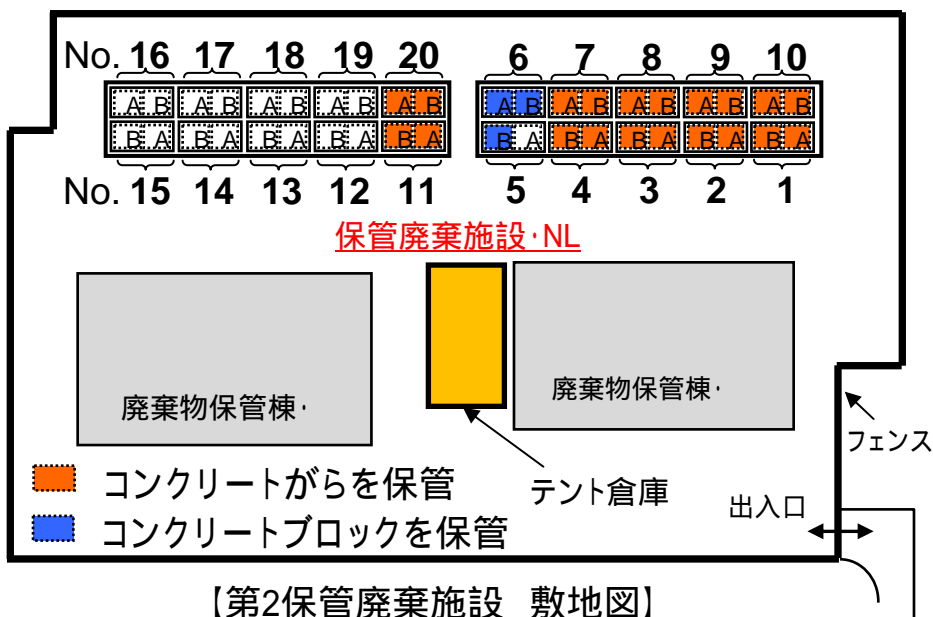 No. 16 17 18 19 20 6 7 8 9 10
A B A B A B A B A B A B A B A B A B A B
B A B A B A B A B A B A B A B A B A B A
No. 15 14 13 12 11 5 4 3 2 1
保管廃棄施設・NL
廃棄物保管棟・
廃棄物保管棟・
フェンス
コンクリートがらを保管
テント倉庫
出入口
コンクリートブロックを保管
【第2保管廃棄施設 敷地図】